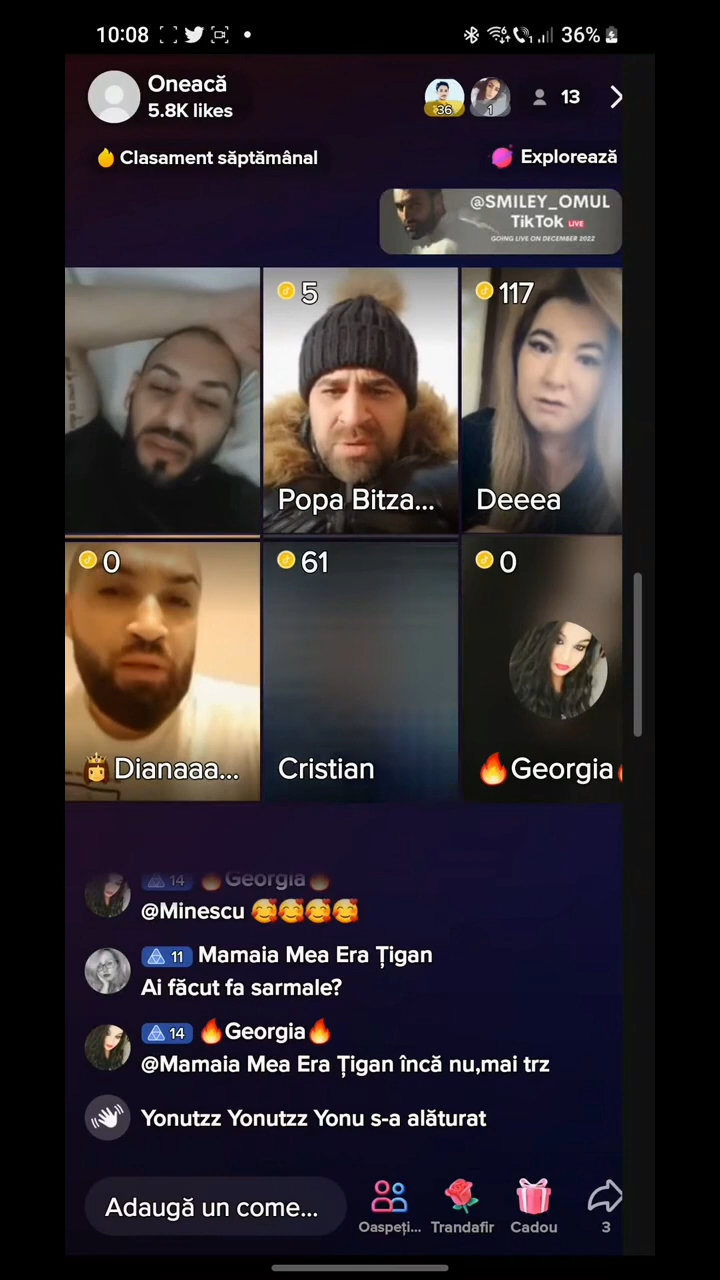 10:08
36%
Oneacă
5.8K likes
36
1
13
Clasament săptămânal
Explorează
@SMILEY_OMUL
TikTok LIVE
GOING LIVE ON DECEMBER 2022
5
117
Popa Bitza...
Deeea
0
61
0
Dianaaa...
Cristian
🔥Georgia
14 🔥Georgia🔥
@Minescu 🥰🥰🥰🥰
11 Mamaia Mea Era Țigan
Ai făcut fa sarmale?
14 🔥Georgia🔥
@Mamaia Mea Era Țigan încă nu,mai trz
Yonutzz Yonutzz Yonu s-a alăturat
Adaugă un come...
Oaspeți...
Trandafir
Cadou
3